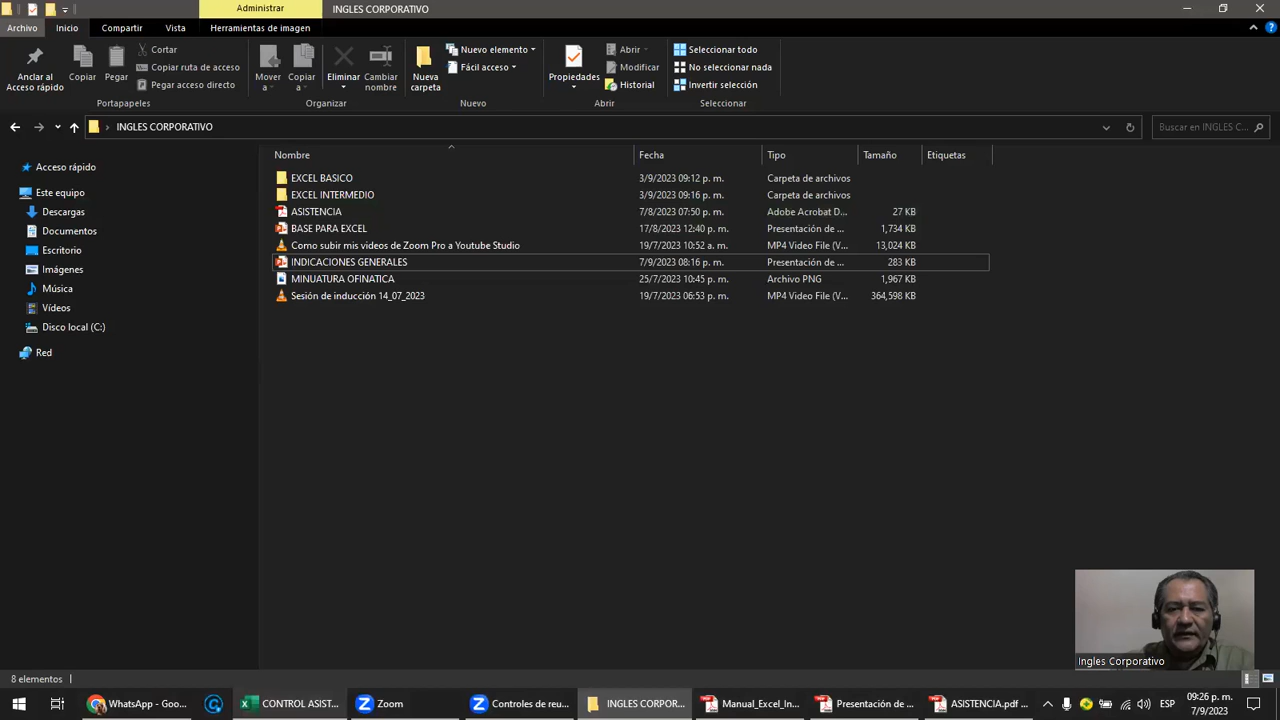 Administrar
INGLES CORPORATIVO
Archivo
Inicio
Compartir
Vista
Herramientas de imagen
Anclar al
Acceso rápido
Copiar
Pegar
Cortar
Copiar ruta de acceso
Pegar acceso directo
Mover
a
Copiar
a
Eliminar
Cambiar
nombre
Nueva
carpeta
Nuevo elemento
Fácil acceso
Propiedades
Abrir
Modificar
Historial
Seleccionar todo
No seleccionar nada
Invertir selección
Portapapeles
Organizar
Nuevo
Abrir
Seleccionar
INGLES CORPORATIVO
Buscar en INGLES C...
Nombre Fecha Tipo Tamaño Etiquetas
EXCEL BASICO 3/9/2023 09:12 p. m. Carpeta de archivos
EXCEL INTERMEDIO 3/9/2023 09:16 p. m. Carpeta de archivos
ASISTENCIA 7/8/2023 07:50 p. m. Adobe Acrobat D... 27 KB
BASE PARA EXCEL 17/8/2023 12:40 p. m. Presentación de ... 1,734 KB
Como subir mis videos de Zoom Pro a Youtube Studio 19/7/2023 10:52 a. m. MP4 Video File (V... 13,024 KB
INDICACIONES GENERALES 7/9/2023 08:16 p. m. Presentación de ... 283 KB
MINUATURA OFINATICA 25/7/2023 10:45 p. m. Archivo PNG 1,967 KB
Sesión de inducción 14_07_2023 19/7/2023 06:53 p. m. MP4 Video File (V... 364,598 KB
Acceso rápido
Este equipo
Descargas
Documentos
Escritorio
Imágenes
Música
Vídeos
Disco local (C:)
Red
Ingles Corporativo
8 elementos
WhatsApp - Goo...
CONTROL ASIST...
Zoom
Controles de reu...
INGLES CORPOR...
Manual_Excel_In...
Presentación de ...
ASISTENCIA.pdf ...
ESP
09:26 p. m.
7/9/2023